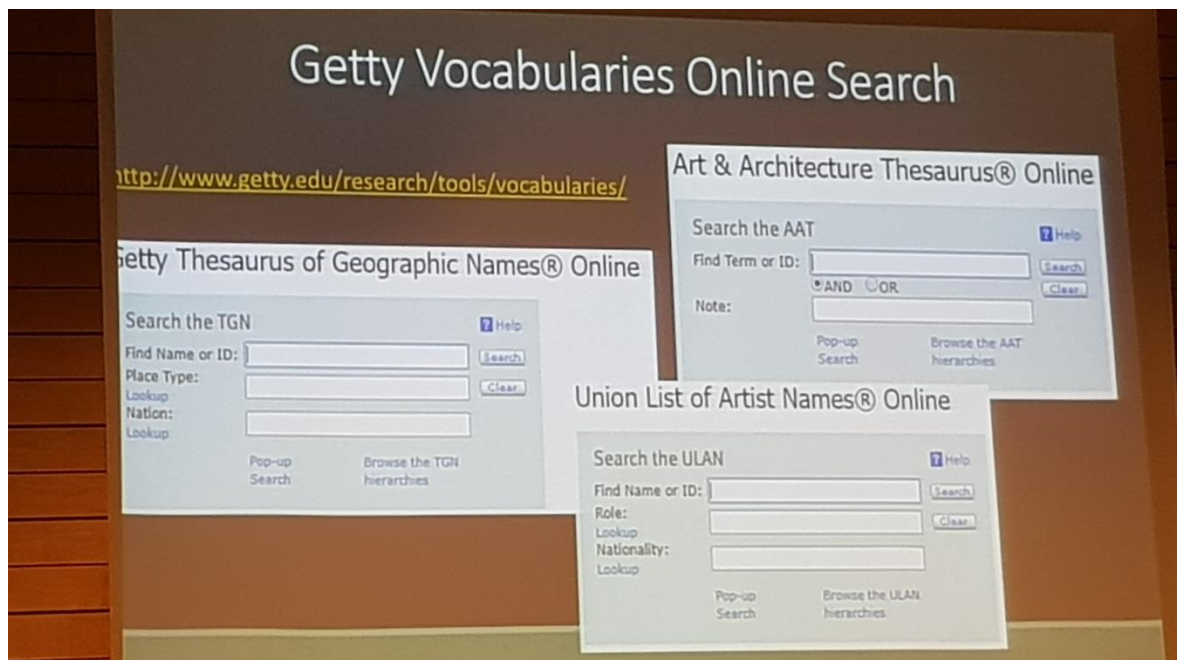 Getty Vocabularies Online Search
http://www.getty.edu/research/tools/vocabularies/
Art & Architecture Thesaurus® Online
Search the AAT
? Help
Find Term or ID:
Search
AND OR
Clear
Note:
Pop-up Search
Browse the AAT hierarchies
Getty Thesaurus of Geographic Names® Online
Search the TGN
? Help
Find Name or ID:
Search
Place Type:
Lookup
Clear
Nation:
Lookup
Pop-up Search
Browse the TGN hierarchies
Union List of Artist Names® Online
Search the ULAN
? Help
Find Name or ID:
Search
Role:
Lookup
Clear
Nationality:
Lookup
Pop-up Search
Browse the ULAN hierarchies